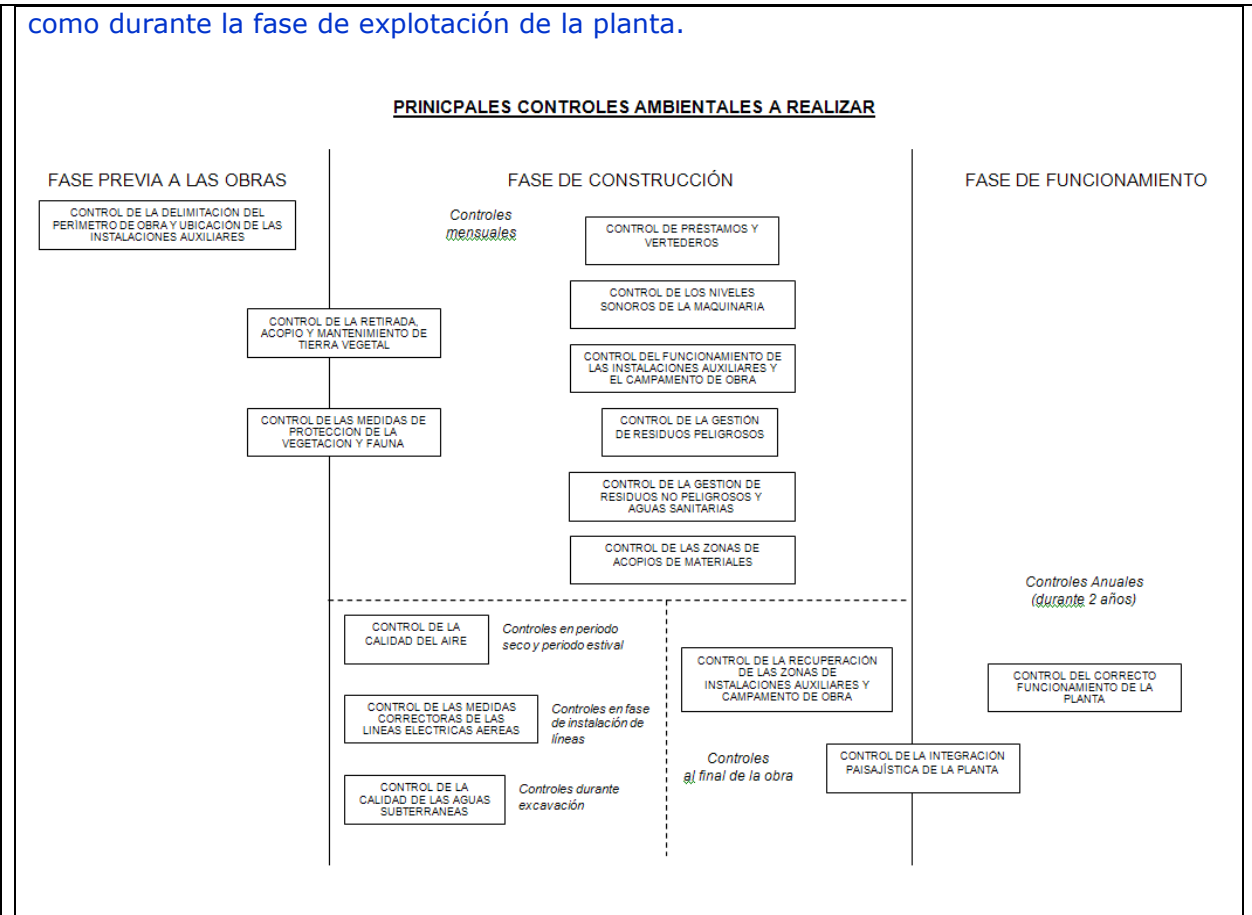 como durante la fase de explotación de la planta.
PRINICPALES CONTROLES AMBIENTALES A REALIZAR
FASE PREVIA A LAS OBRAS
CONTROL DE LA DELIMITACIÓN DEL
PERÍMETRO DE OBRA Y UBICACIÓN DE LAS
INSTALACIONES AUXILIARES
CONTROL DE LA RETIRADA,
ACOPIO Y MANTENIMIENTO DE
TIERRA VEGETAL
CONTROL DE LAS MEDIDAS DE
PROTECCION DE LA
VEGETACION Y FAUNA
FASE DE CONSTRUCCIÓN
Controles
mensuales
CONTROL DE PRÉSTAMOS Y
VERTEDEROS
CONTROL DE LOS NIVELES
SONOROS DE LA MAQUINARIA
CONTROL DEL FUNCIONAMIENTO DE
LAS INSTALACIONES AUXILIARES Y
EL CAMPAMENTO DE OBRA
CONTROL DE LA GESTIÓN
DE RESIDUOS PELIGROSOS
CONTROL DE LA GESTION DE
RESIDUOS NO PELIGROSOS Y
AGUAS SANITARIAS
CONTROL DE LAS ZONAS DE
ACOPIOS DE MATERIALES
CONTROL DE LA
CALIDAD DEL AIRE
Controles en periodo
seco y periodo estival
CONTROL DE LAS MEDIDAS
CORRECTORAS DE LAS
LINEAS ELECTRICAS AEREAS
Controles en fase
de instalación de
líneas
CONTROL DE LA
CALIDAD DE LAS AGUAS
SUBTERRANEAS
Controles durante
excavación
CONTROL DE LA RECUPERACIÓN
DE LAS ZONAS DE
INSTALACIONES AUXILIARES Y
CAMPAMENTO DE OBRA
Controles
al final de la obra
CONTROL DE LA INTEGRACIÓN
PAISAJÍSTICA DE LA PLANTA
FASE DE FUNCIONAMIENTO
Controles Anuales
(durante 2 años)
CONTROL DEL CORRECTO
FUNCIONAMIENTO DE LA
PLANTA